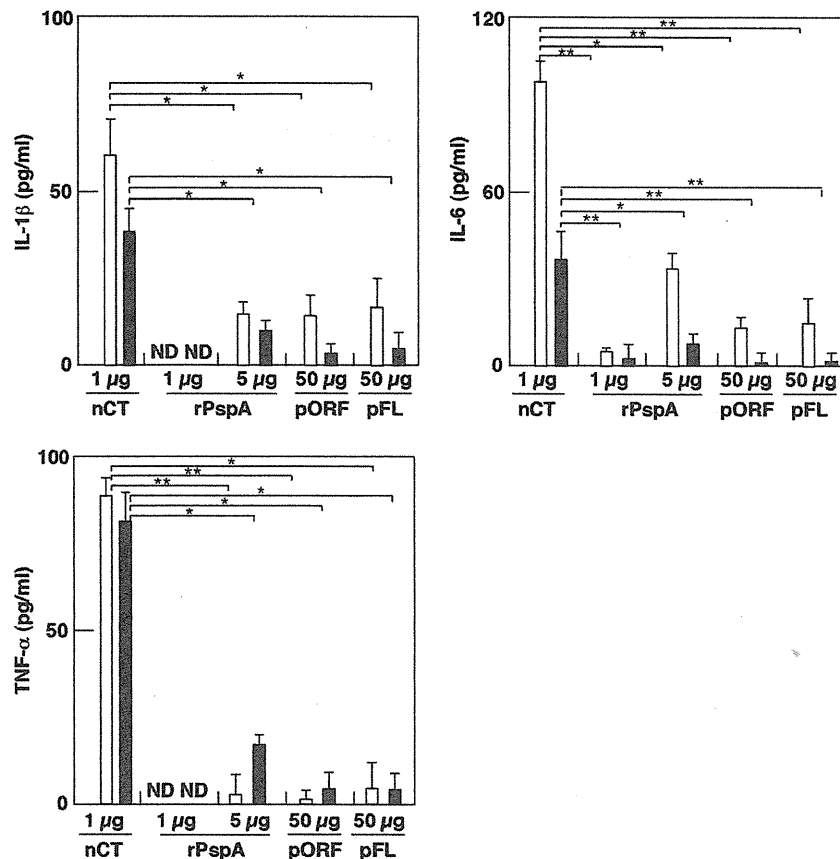 100
50
0
IL-1β (pg/ml)
*
*
*
*
*
*
ND ND
1 µg 1 µg 5 µg 50 µg 50 µg
nCT rPspA pORF pFL
120
60
0
IL-6 (pg/ml)
**
**
*
**
**
**
*
**
1 µg 1 µg 5 µg 50 µg 50 µg
nCT rPspA pORF pFL
100
50
0
TNF-α (pg/ml)
*
**
**
*
*
*
ND ND
1 µg 1 µg 5 µg 50 µg 50 µg
nCT rPspA pORF pFL